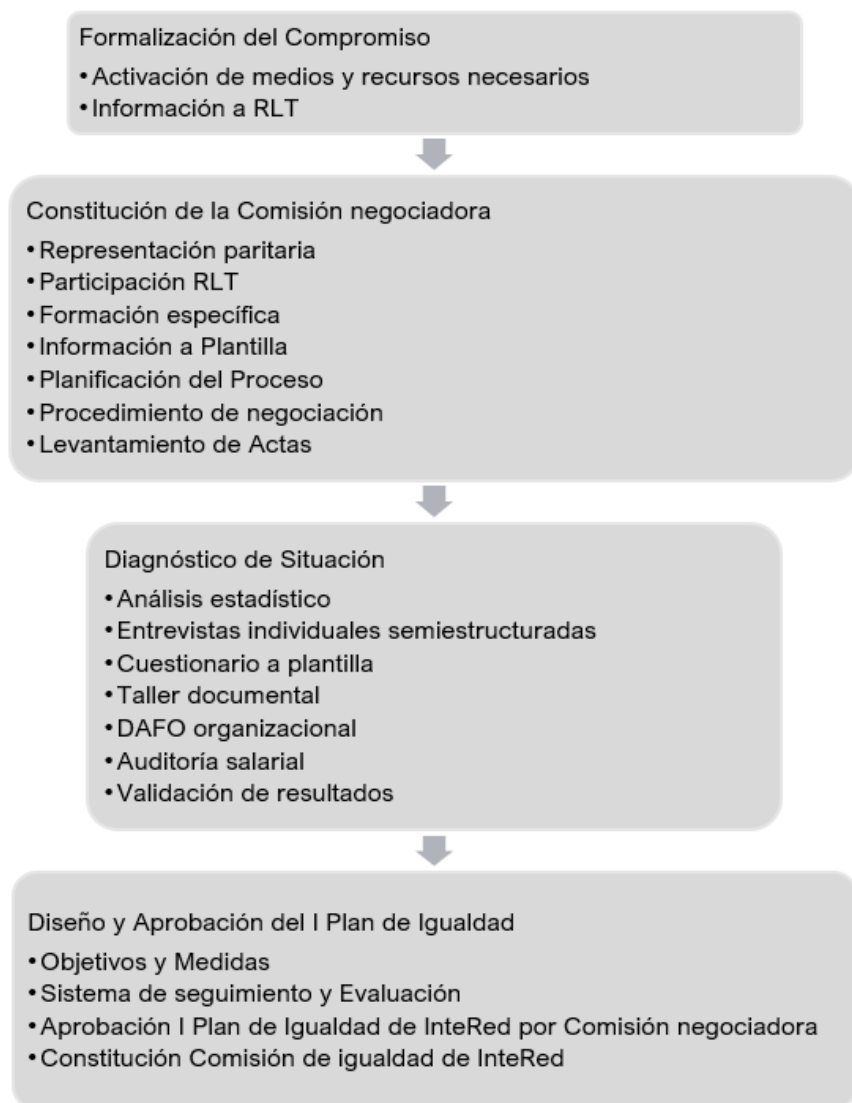 Formalización del Compromiso
•Activación de medios y recursos necesarios
•Información a RLT
Constitución de la Comisión negociadora
•Representación paritaria
•Participación RLT
•Formación específica
•Información a Plantilla
•Planificación del Proceso
•Procedimiento de negociación
•Levantamiento de Actas
Diagnóstico de Situación
•Análisis estadístico
•Entrevistas individuales semiestructuradas
•Cuestionario a plantilla
•Taller documental
•DAFO organizacional
•Auditoría salarial
•Validación de resultados
Diseño y Aprobación del I Plan de Igualdad
•Objetivos y Medidas
•Sistema de seguimiento y Evaluación
•Aprobación I Plan de Igualdad de InteRed por Comisión negociadora
•Constitución Comisión de igualdad de InteRed